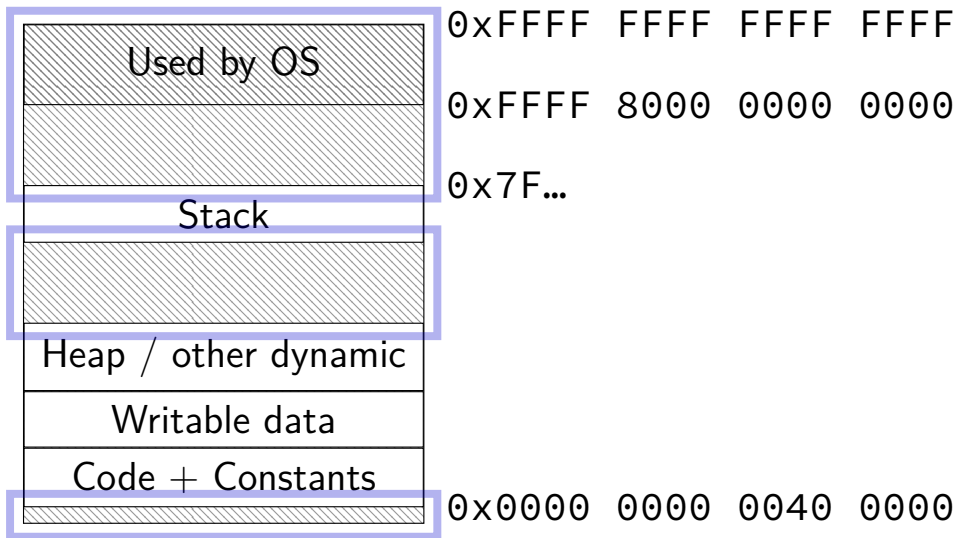 0xFFFF FFFF FFFF FFFF
Used by OS
0xFFFF 8000 0000 0000
0x7F…
Stack
Heap / other dynamic
Writable data
Code + Constants
0x0000 0000 0040 0000